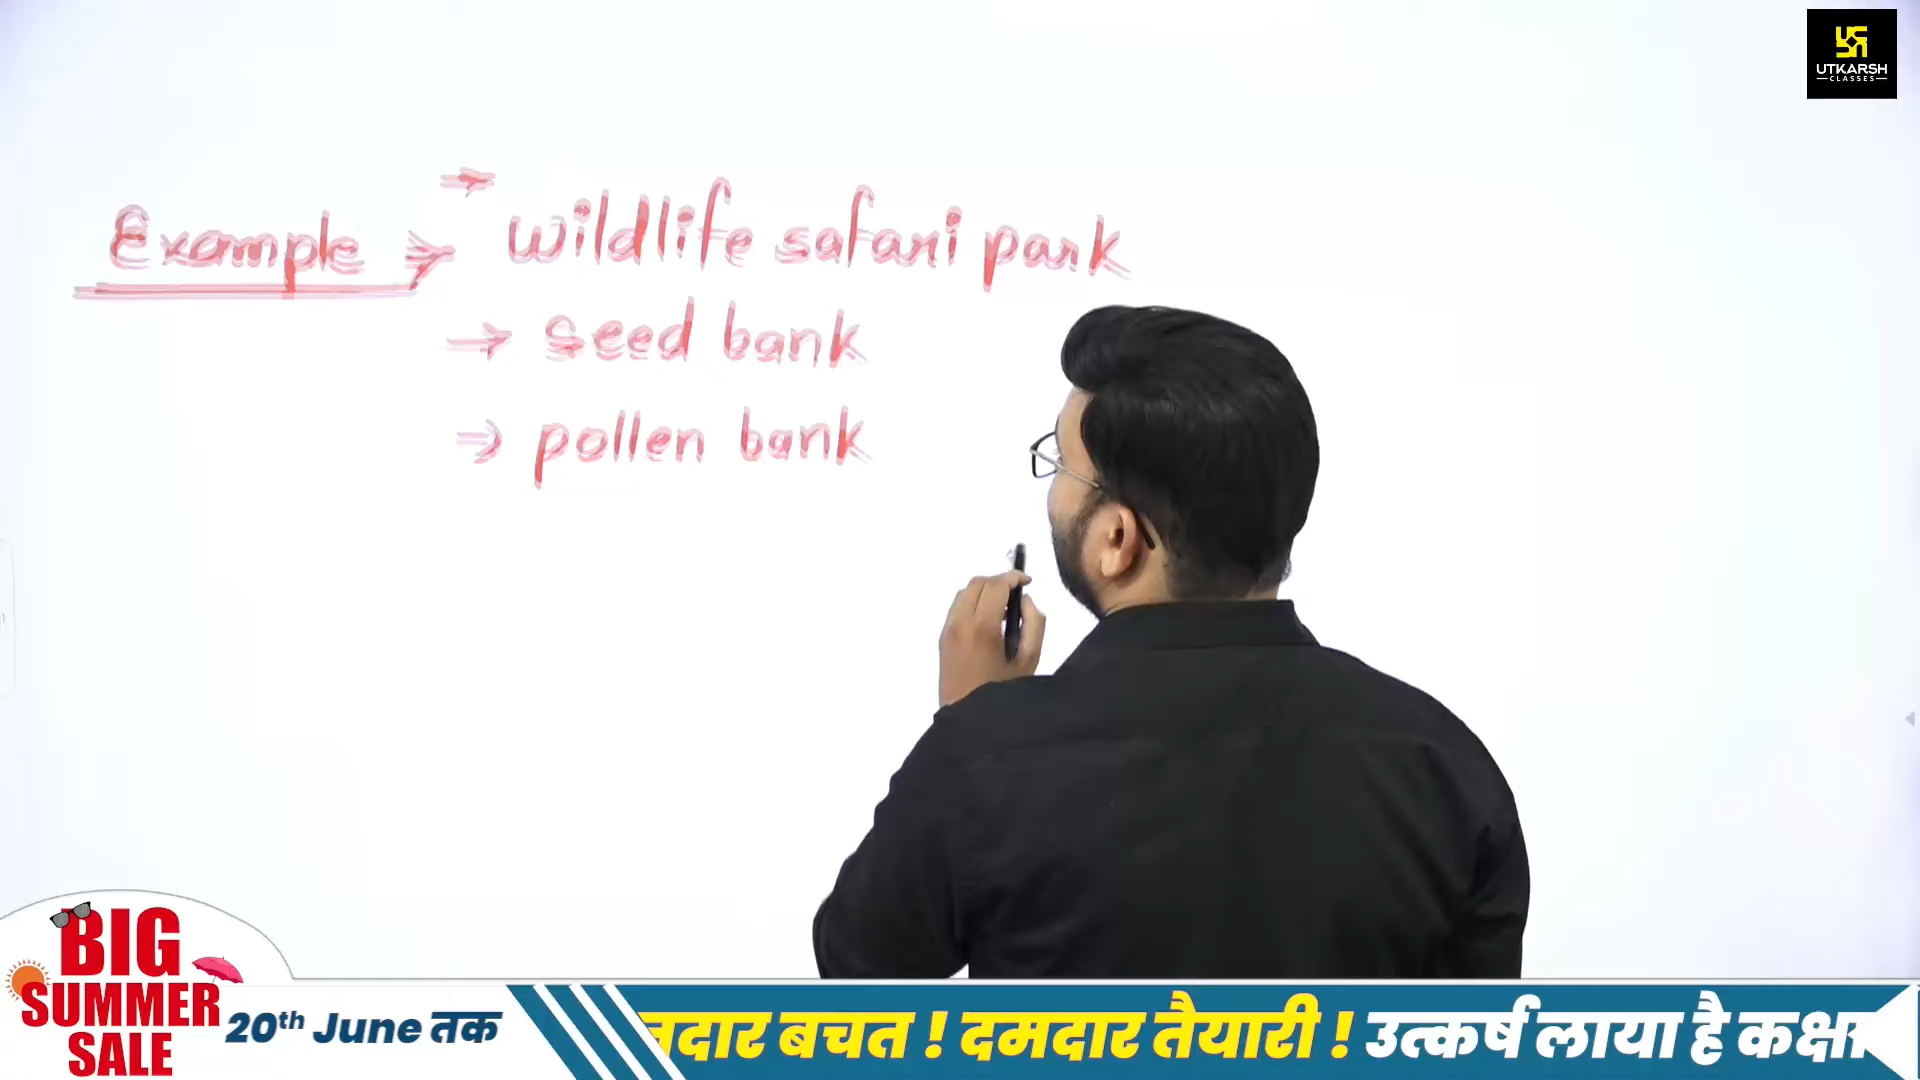 UTKARSH
CLASSES
Example → → wildlife safari park
→ seed bank
⇒ pollen bank
BIG
SUMMER
SALE
20th June तक
दार बचत ! दमदार तैयारी ! उत्कर्ष लाया है